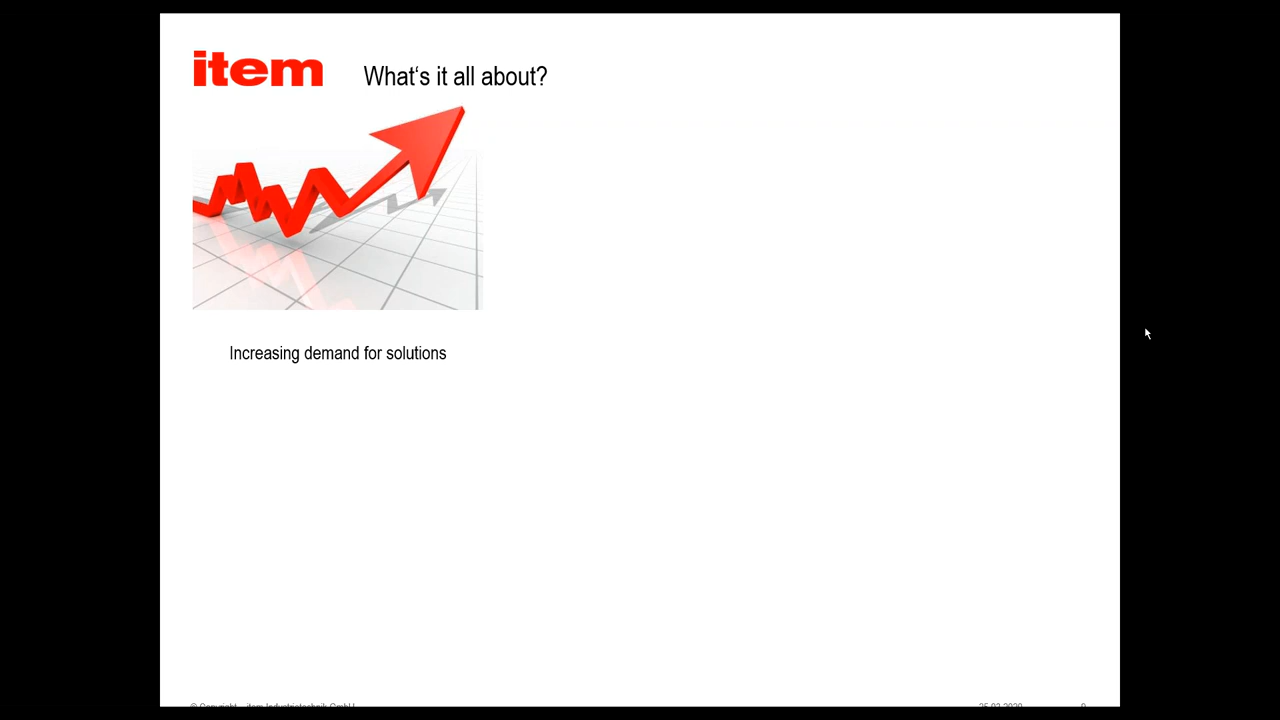 item
What‘s it all about?
Increasing demand for solutions